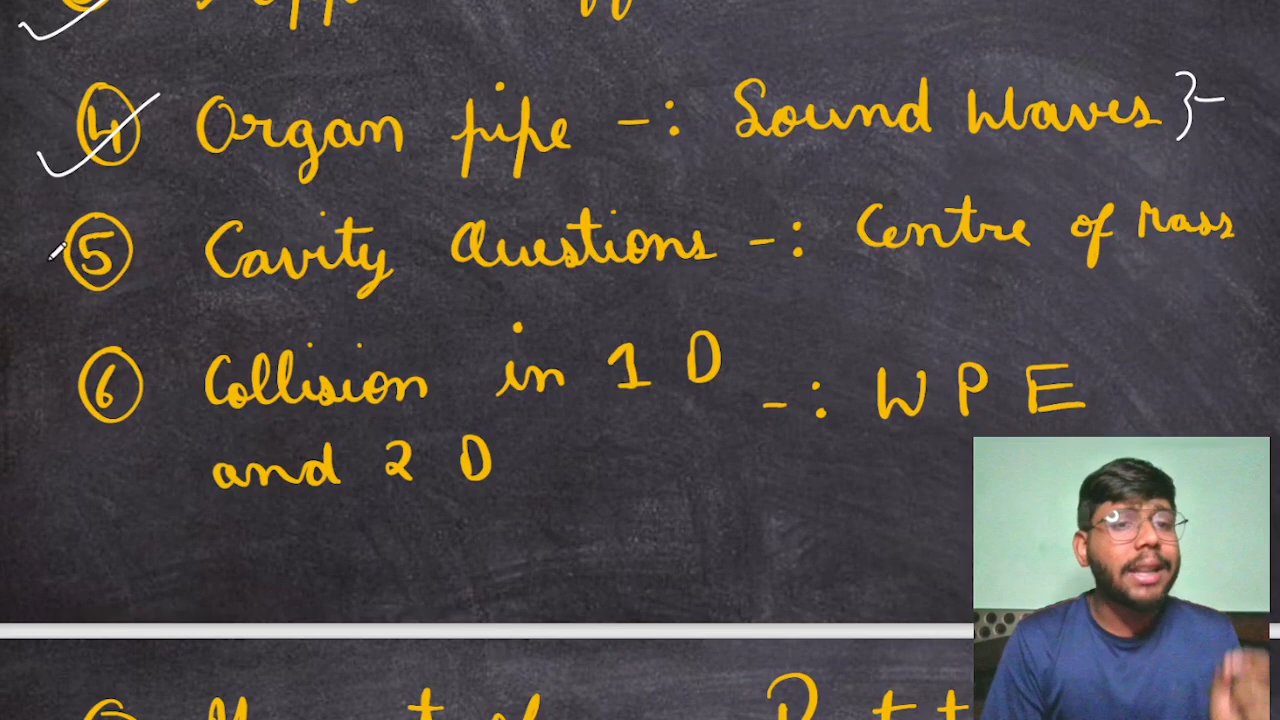 ④ Organ pipe -: Sound Waves }-
⑤ Cavity Questions -: Centre of Mass
⑥ Collision in 1 D -: W P E
and 2 D